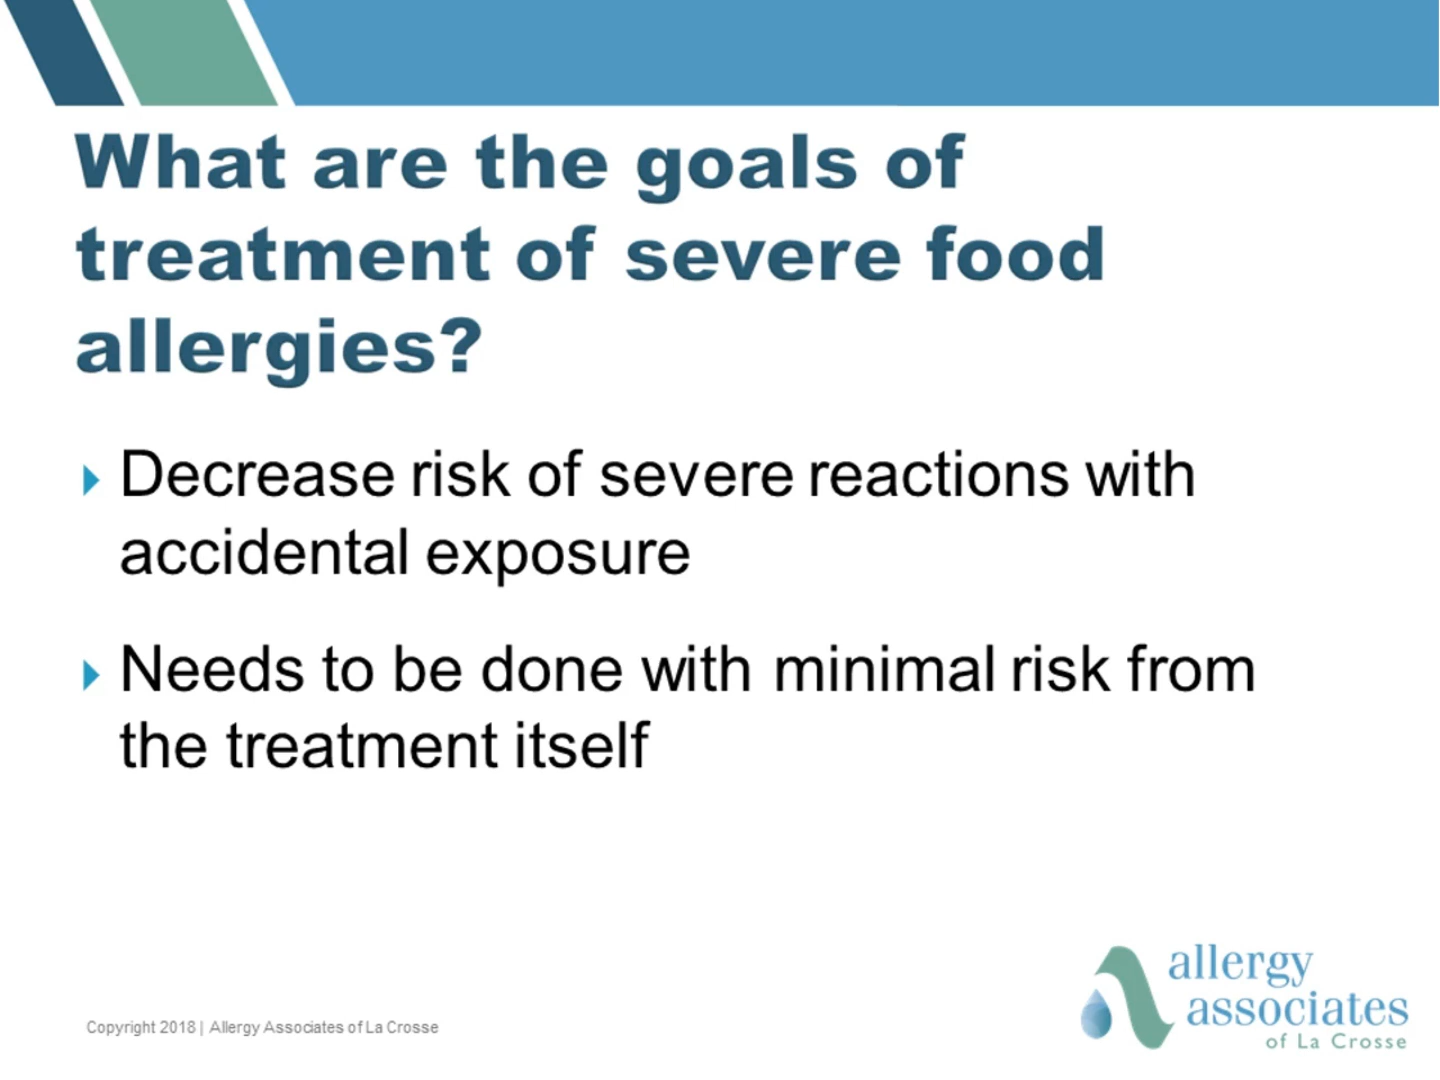 What are the goals of
treatment of severe food
allergies?
Decrease risk of severe reactions with
accidental exposure
Needs to be done with minimal risk from
the treatment itself
Copyright 2018 | Allergy Associates of La Crosse
allergy
associates
of La Crosse